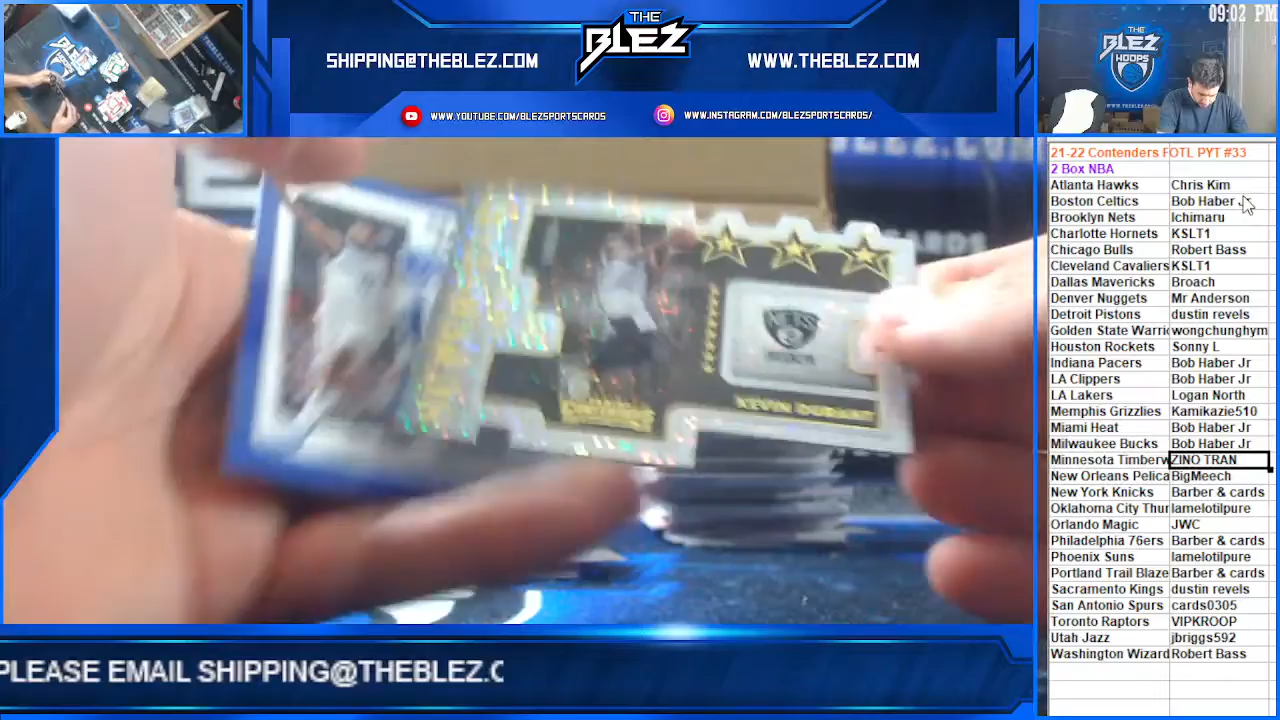 THE
BLEZ
SHIPPING@THEBLEZ.COM
WWW.THEBLEZ.COM
WWW.YOUTUBE.COM/BLEZSPORTSCARDS
WWW.INSTAGRAM.COM/BLEZSPORTSCARDS/
09:02 PM
THE
BLEZ
HOOPS
21-22 Contenders FOTL PYT #33
2 Box NBA
Atlanta Hawks Chris Kim
Boston Celtics Bob Haber
Brooklyn Nets Ichimaru
Charlotte Hornets KSLT1
Chicago Bulls Robert Bass
Cleveland Cavaliers KSLT1
Dallas Mavericks Broach
Denver Nuggets Mr Anderson
Detroit Pistons dustin revels
Golden State Warri wongchunghym
Houston Rockets Sonny L
Indiana Pacers Bob Haber Jr
LA Clippers Bob Haber Jr
LA Lakers Logan North
Memphis Grizzlies Kamikazie510
Miami Heat Bob Haber Jr
Milwaukee Bucks Bob Haber Jr
Minnesota Timberw ZINO TRAN
New Orleans Pelica BigMeech
New York Knicks Barber & cards
Oklahoma City Thur lamelotilpure
Orlando Magic JWC
Philadelphia 76ers Barber & cards
Phoenix Suns lamelotilpure
Portland Trail Blaze Barber & cards
Sacramento Kings dustin revels
San Antonio Spurs cards0305
Toronto Raptors VIPKROOP
Utah Jazz jbriggs592
Washington Wizard Robert Bass
NETS
KEVIN DURANT
PLEASE EMAIL SHIPPING@THEBLEZ.C